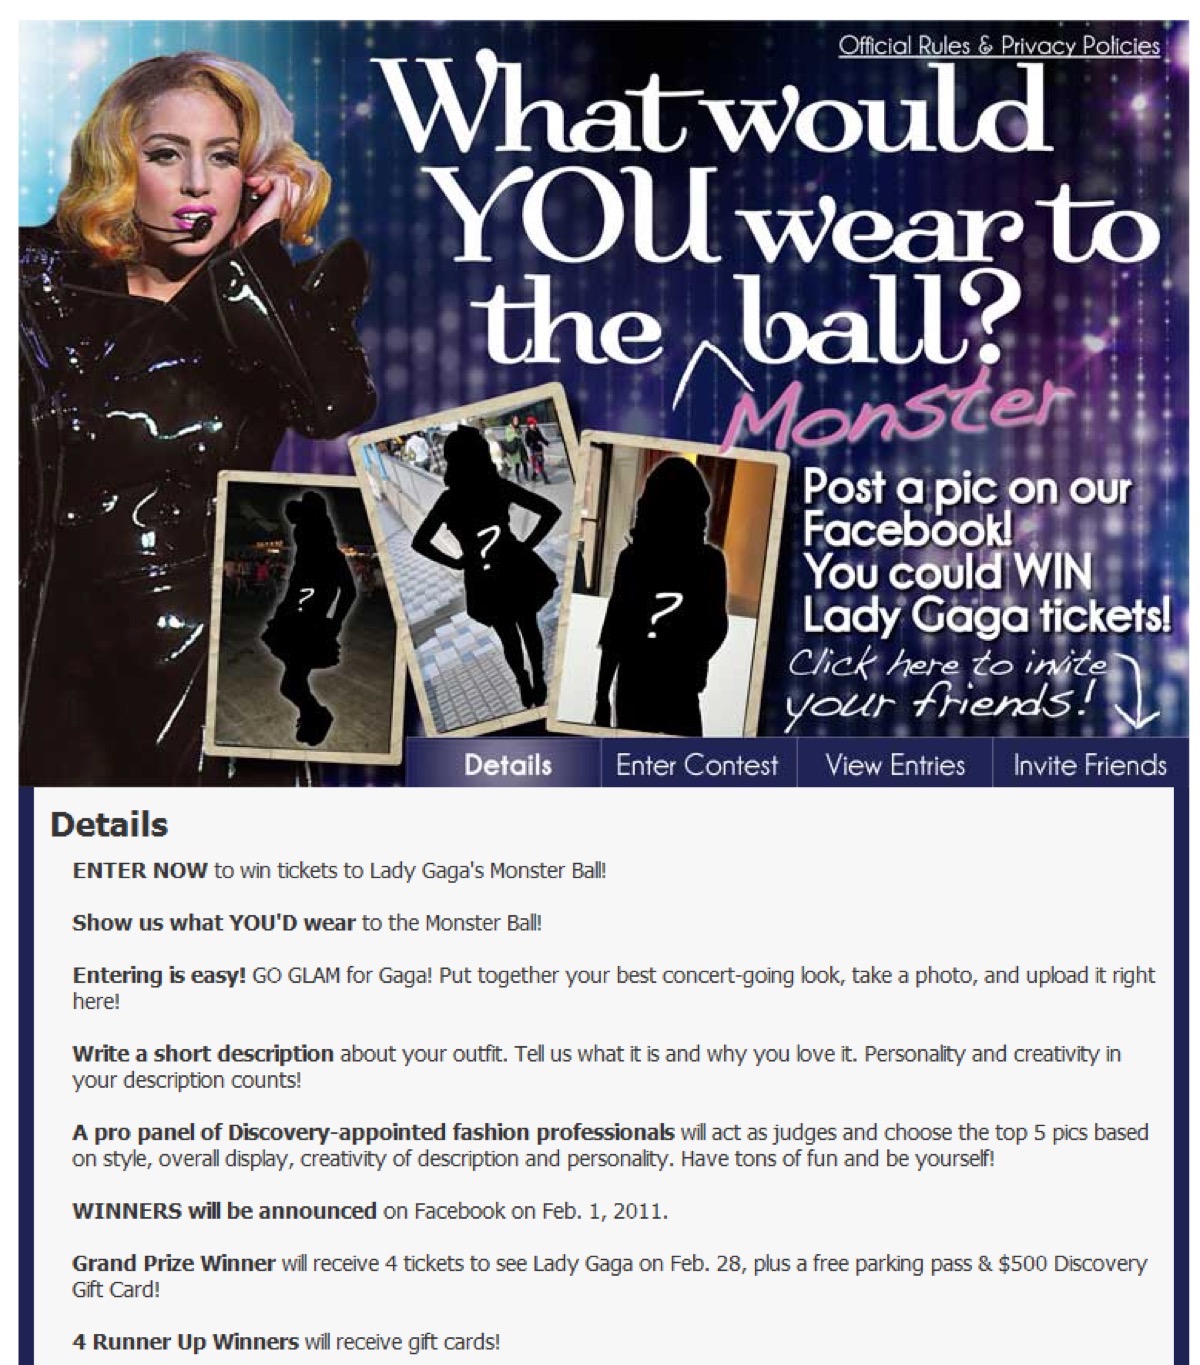 Official Rules & Privacy Policies
What would
YOU wear to
the ball?
Monster
?
?
?
Post a pic on our
Facebook!
You could WIN
Lady Gaga tickets!
Click here to invite
your friends!
Details
Enter Contest
View Entries
Invite Friends
Details
ENTER NOW to win tickets to Lady Gaga's Monster Ball!
Show us what YOU'D wear to the Monster Ball!
Entering is easy! GO GLAM for Gaga! Put together your best concert-going look, take a photo, and upload it right
here!
Write a short description about your outfit. Tell us what it is and why you love it. Personality and creativity in
your description counts!
A pro panel of Discovery-appointed fashion professionals will act as judges and choose the top 5 pics based
on style, overall display, creativity of description and personality. Have tons of fun and be yourself!
WINNERS will be announced on Facebook on Feb. 1, 2011.
Grand Prize Winner will receive 4 tickets to see Lady Gaga on Feb. 28, plus a free parking pass & $500 Discovery
Gift Card!
4 Runner Up Winners will receive gift cards!